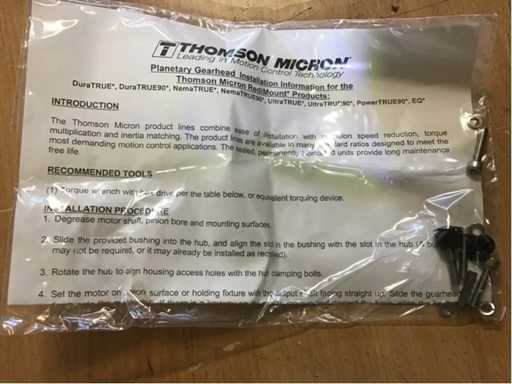 THOMSON MICRON
Leading in Motion Control Technology
Planetary Gearhead Installation Information for the
Thomson Micron RediMount* Products:
DuraTRUE*, DuraTRUE90*, NemaTRUE*, NemaTRUE90*, UltraTRUE*, UltraTRUE90*, PowerTRUE90*, EQ*
INTRODUCTION
The Thomson Micron product lines combine ease of installation with precision speed reduction, torque
multiplication and inertia matching. The product lines are available in many standard ratios designed to meet the
most demanding motion control applications. The sealed, permanently lubricated units provide long maintenance
free life.
RECOMMENDED TOOLS
(1) Torque wrench with hex drive per the table below, or equivalent torquing device.
INSTALLATION PROCEDURE
1. Degrease motor shaft, pinion bore and mounting surfaces.
2. Slide the provided bushing into the hub, and align the slot in the bushing with the slot in the hub (A
may not be required, or it may already be installed as received).
3. Rotate the hub to align housing access holes with the hub clamping bolts.
4. Set the motor on work surface or holding fixture with the output shaft facing straight up. Slide the gearhead